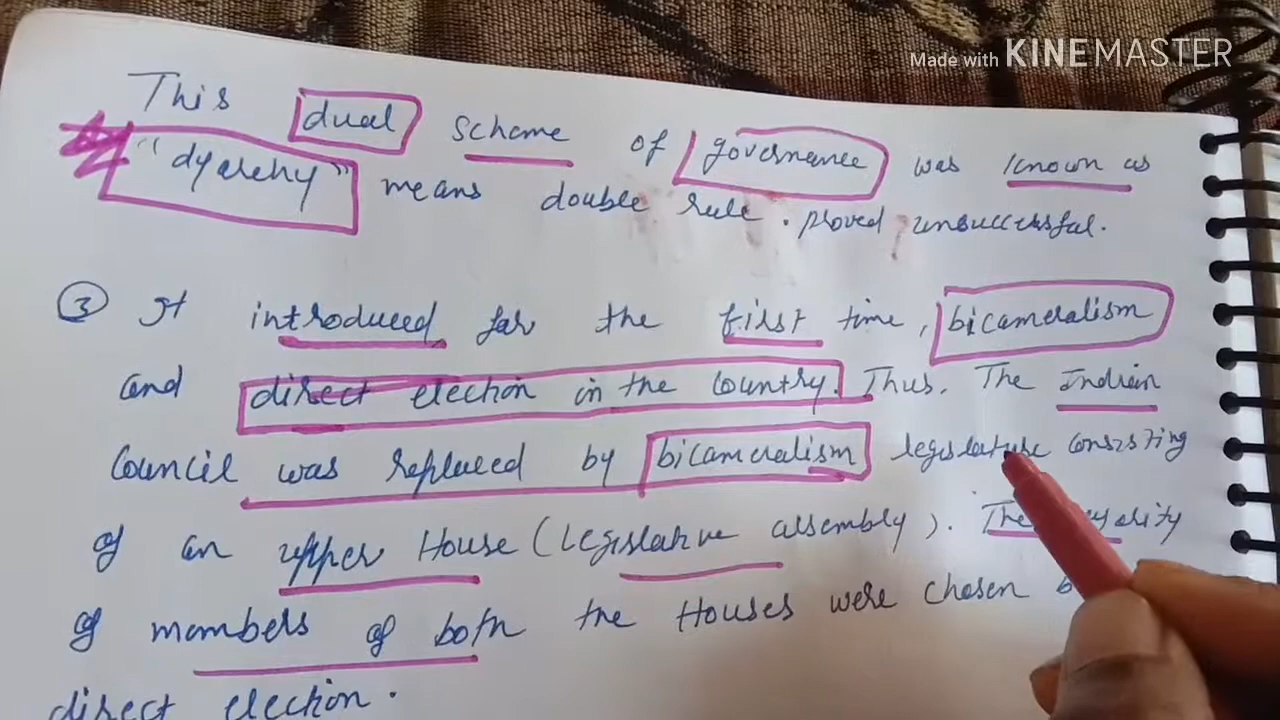 Made with KINEMASTER
This dual scheme of governence was known as
"dyarchy" means double rule. proved unsuccessful.
③ It introduced for the first time, bicameralism
and direct election in the country. Thus. The Indian
Council was replaced by bicameralism legislature consisting
of an upper House (legislative assembly). The
of members of both the Houses were chosen
direct election.